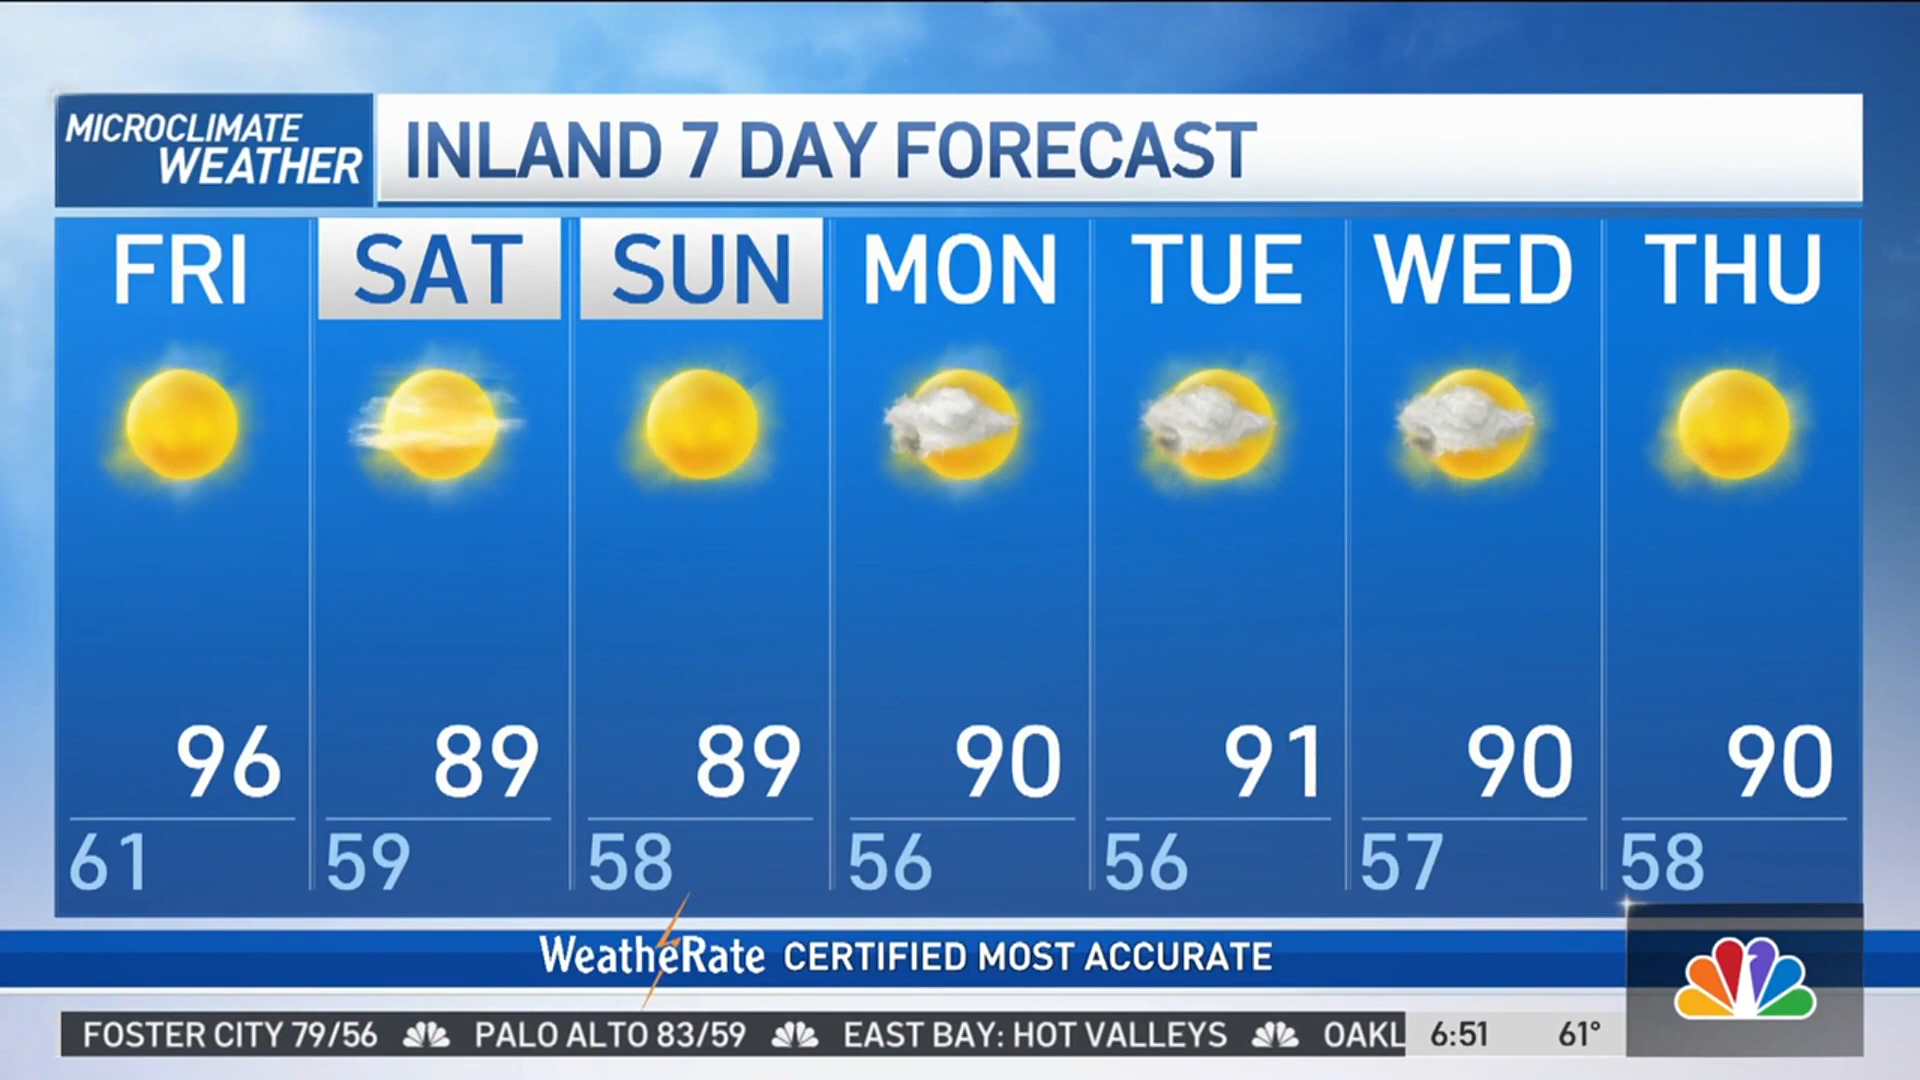 MICROCLIMATE
WEATHER
INLAND 7 DAY FORECAST
FRI SAT SUN MON TUE WED THU
96 89 89 90 91 90 90
61 59 58 56 56 57 58
WeatheRate CERTIFIED MOST ACCURATE
FOSTER CITY 79/56 PALO ALTO 83/59 EAST BAY: HOT VALLEYS OAKL 6:51 61°